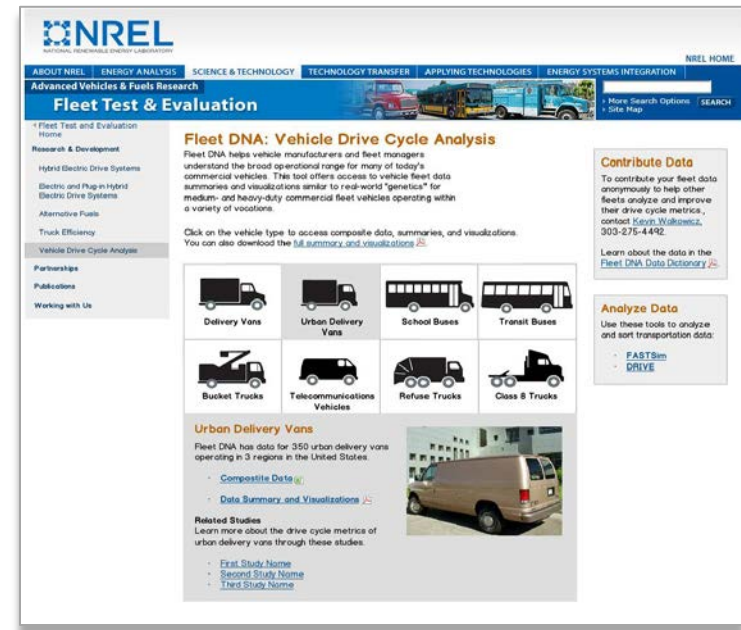 NREL
NATIONAL RENEWABLE ENERGY LABORATORY
NREL HOME
ABOUT NREL ENERGY ANALYSIS SCIENCE & TECHNOLOGY TECHNOLOGY TRANSFER APPLYING TECHNOLOGIES ENERGY SYSTEMS INTEGRATION
Advanced Vehicles & Fuels Research
Fleet Test & Evaluation
More Search Options SEARCH
Site Map
Fleet Test and Evaluation
Home
Research & Development
Hybrid Electric Drive Systems
Electric and Plug-in Hybrid
Electric Drive Systems
Alternative Fuels
Truck Efficiency
Vehicle Drive Cycle Analysis
Partnerships
Publications
Working with Us
Fleet DNA: Vehicle Drive Cycle Analysis
Fleet DNA helps vehicle manufacturers and fleet managers
understand the broad operational range for many of today's
commercial vehicles. This tool offers access to vehicle fleet data
summaries and visualizations similar to real-world "genetics" for
medium- and heavy-duty commercial fleet vehicles operating within
a variety of vocations.
Click on the vehicle type to access composite data, summaries, and visualizations.
You can also download the full summary and visualizations
Delivery Vans
Urban Delivery
Vans
School Buses
Transit Buses
Bucket Trucks
Telecommunications
Vehicles
Refuse Trucks
Class 8 Trucks
Urban Delivery Vans
Fleet DNA has data for 350 urban delivery vans
operating in 3 regions in the United States.
Compostite Data
Data Summary and Visualizations
Related Studies
Learn more about the drive cycle metrics of
urban delivery vans through these studies.
First Study Name
Second Study Name
Third Study Name
Contribute Data
To contribute your fleet data
anonymously to help other
fleets analyze and improve
their drive cycle metrics.,
contact Kevin Walkowicz,
303-275-4492.
Learn about the data in the
Fleet DNA Data Dictionary
Analyze Data
Use these tools to analyze
and sort transportation data:
FASTSim
DRIVE